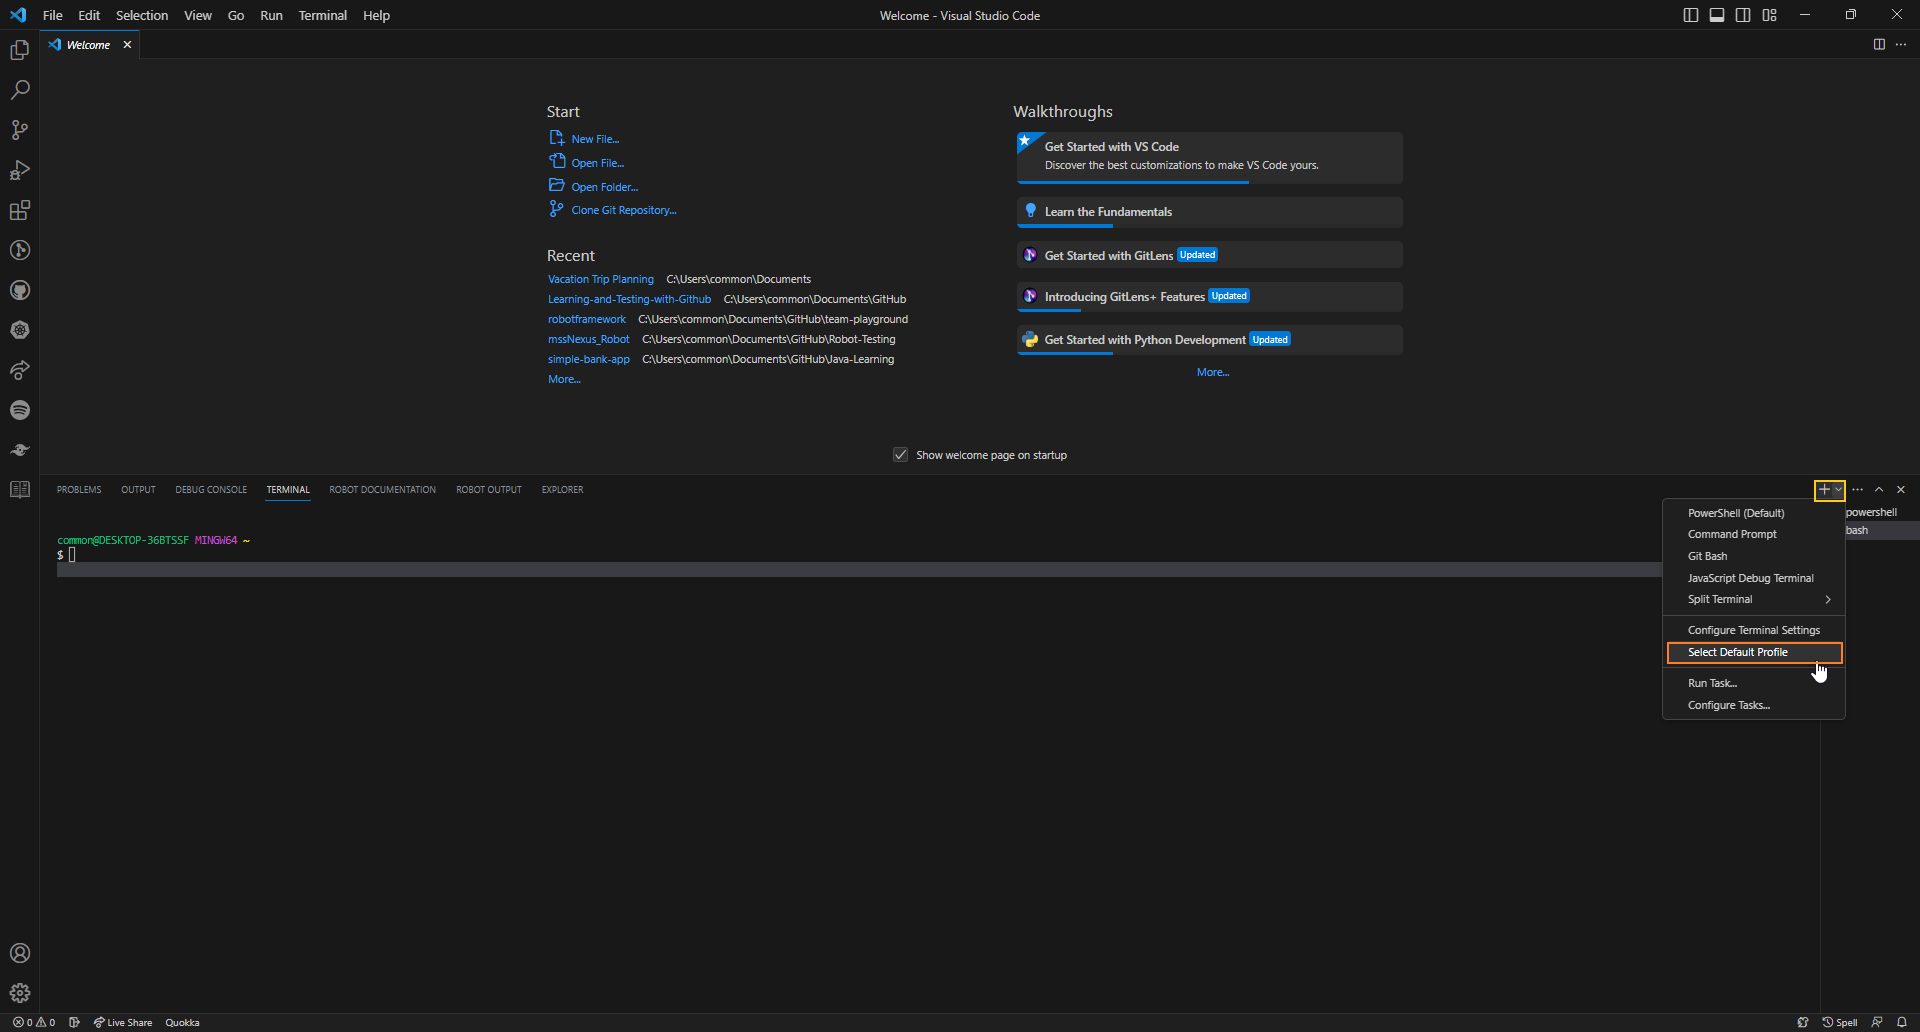 File Edit Selection View Go Run Terminal Help
Welcome - Visual Studio Code
Welcome
Start
New File...
Open File...
Open Folder...
Clone Git Repository...
Recent
Vacation Trip Planning C:\Users\common\Documents
Learning-and-Testing-with-Github C:\Users\common\Documents\GitHub
robotframework C:\Users\common\Documents\GitHub\team-playground
mssNexus_Robot C:\Users\common\Documents\GitHub\Robot-Testing
simple-bank-app C:\Users\common\Documents\GitHub\Java-Learning
More...
Walkthroughs
Get Started with VS Code
Discover the best customizations to make VS Code yours.
Learn the Fundamentals
Get Started with GitLens Updated
Introducing GitLens+ Features Updated
Get Started with Python Development Updated
More...
Show welcome page on startup
PROBLEMS OUTPUT DEBUG CONSOLE TERMINAL ROBOT DOCUMENTATION ROBOT OUTPUT EXPLORER
common@DESKTOP-36BTSSF MINGW64 ~
$
PowerShell (Default)
Command Prompt
Git Bash
JavaScript Debug Terminal
Split Terminal
Configure Terminal Settings
Select Default Profile
Run Task...
Configure Tasks...
powershell
bash
0 0 Live Share Quokka
Spell